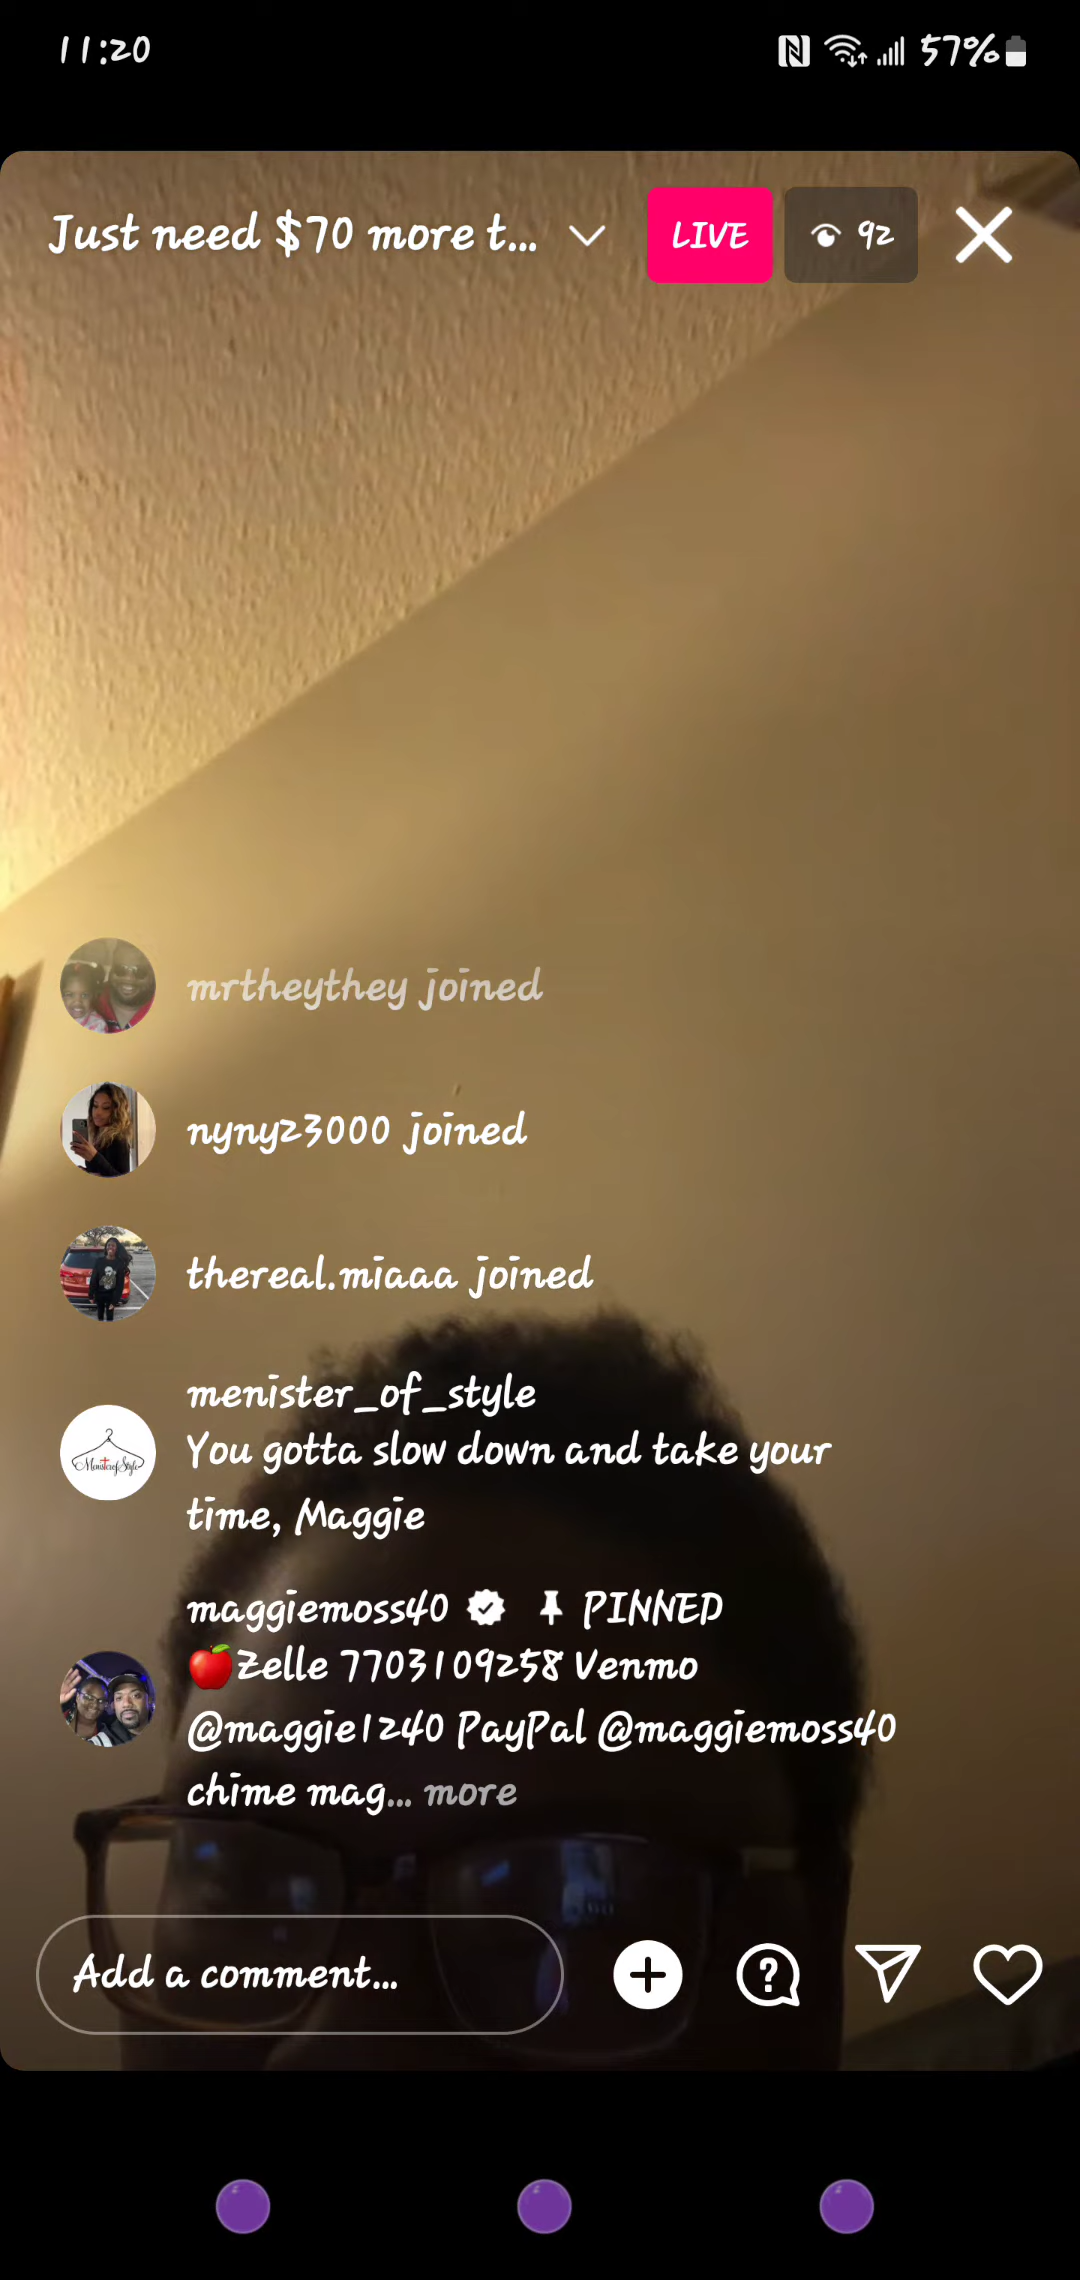 11:20
57%
Just need $70 more t...
LIVE
92
mrtheythey joined
nyny23000 joined
thereal.miaaa joined
menister_of_style
You gotta slow down and take your
time, Maggie
maggiemoss40 PINNED
🍎Zelle 7703109258 Venmo
@maggie1240 PayPal @maggiemoss40
chime mag... more
Add a comment...